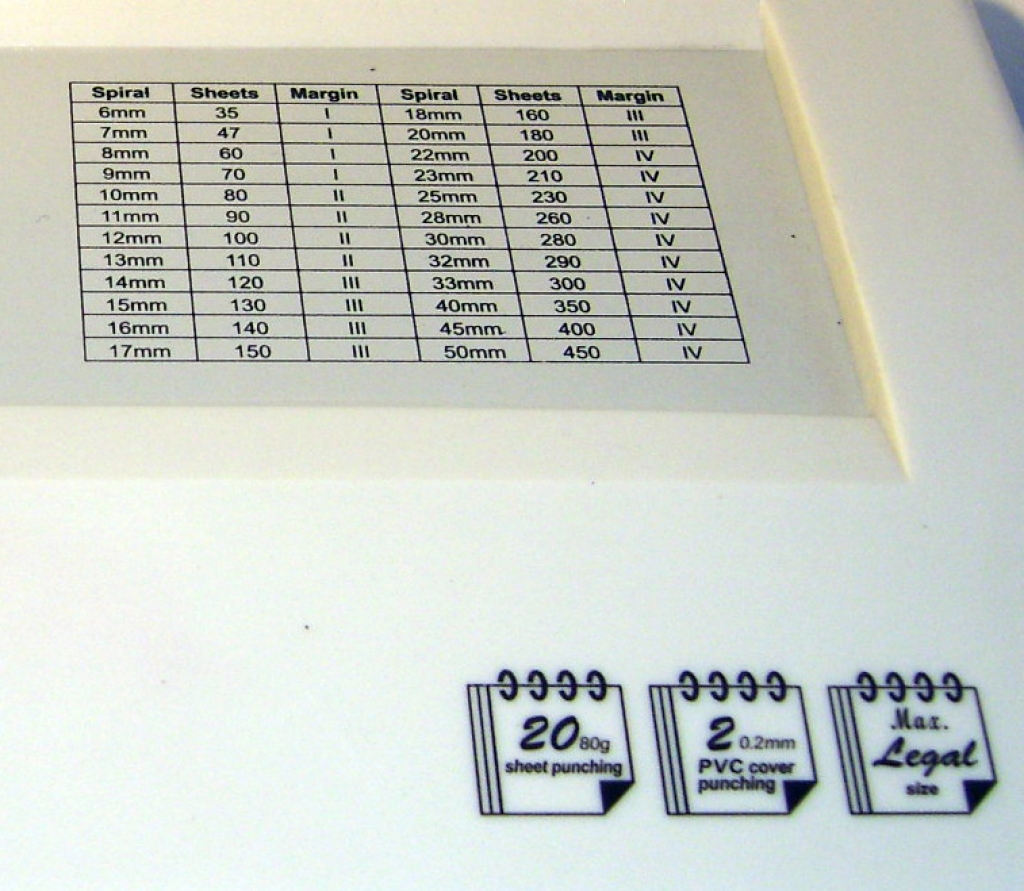 Spiral Sheets Margin Spiral Sheets Margin
6mm 35 I 18mm 160 III
7mm 47 I 20mm 180 III
8mm 60 I 22mm 200 IV
9mm 70 I 23mm 210 IV
10mm 80 II 25mm 230 IV
11mm 90 II 28mm 260 IV
12mm 100 II 30mm 280 IV
13mm 110 II 32mm 290 IV
14mm 120 III 33mm 300 IV
15mm 130 III 40mm 350 IV
16mm 140 III 45mm 400 IV
17mm 150 III 50mm 450 IV
20 80g
sheet punching
2 0.2mm
PVC cover
punching
Max.
Legal
size